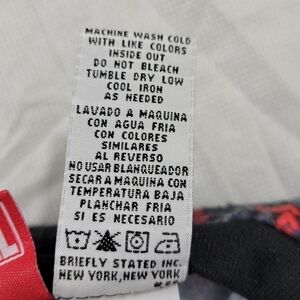 MACHINE WASH COLD
WITH LIKE COLORS
INSIDE OUT
DO NOT BLEACH
TUMBLE DRY LOW
COOL IRON
AS NEEDED
LAVADO A MAQUINA
CON AGUA FRIA
CON COLORES
SIMILARES
AL REVERSO
NO USAR BLANQUEADOR
SECAR A MAQUINA CON
TEMPERATURA BAJA
PLANCHAR FRIA
SI ES NECESARIO
BRIEFLY STATED INC.
NEW YORK, NEW YORK